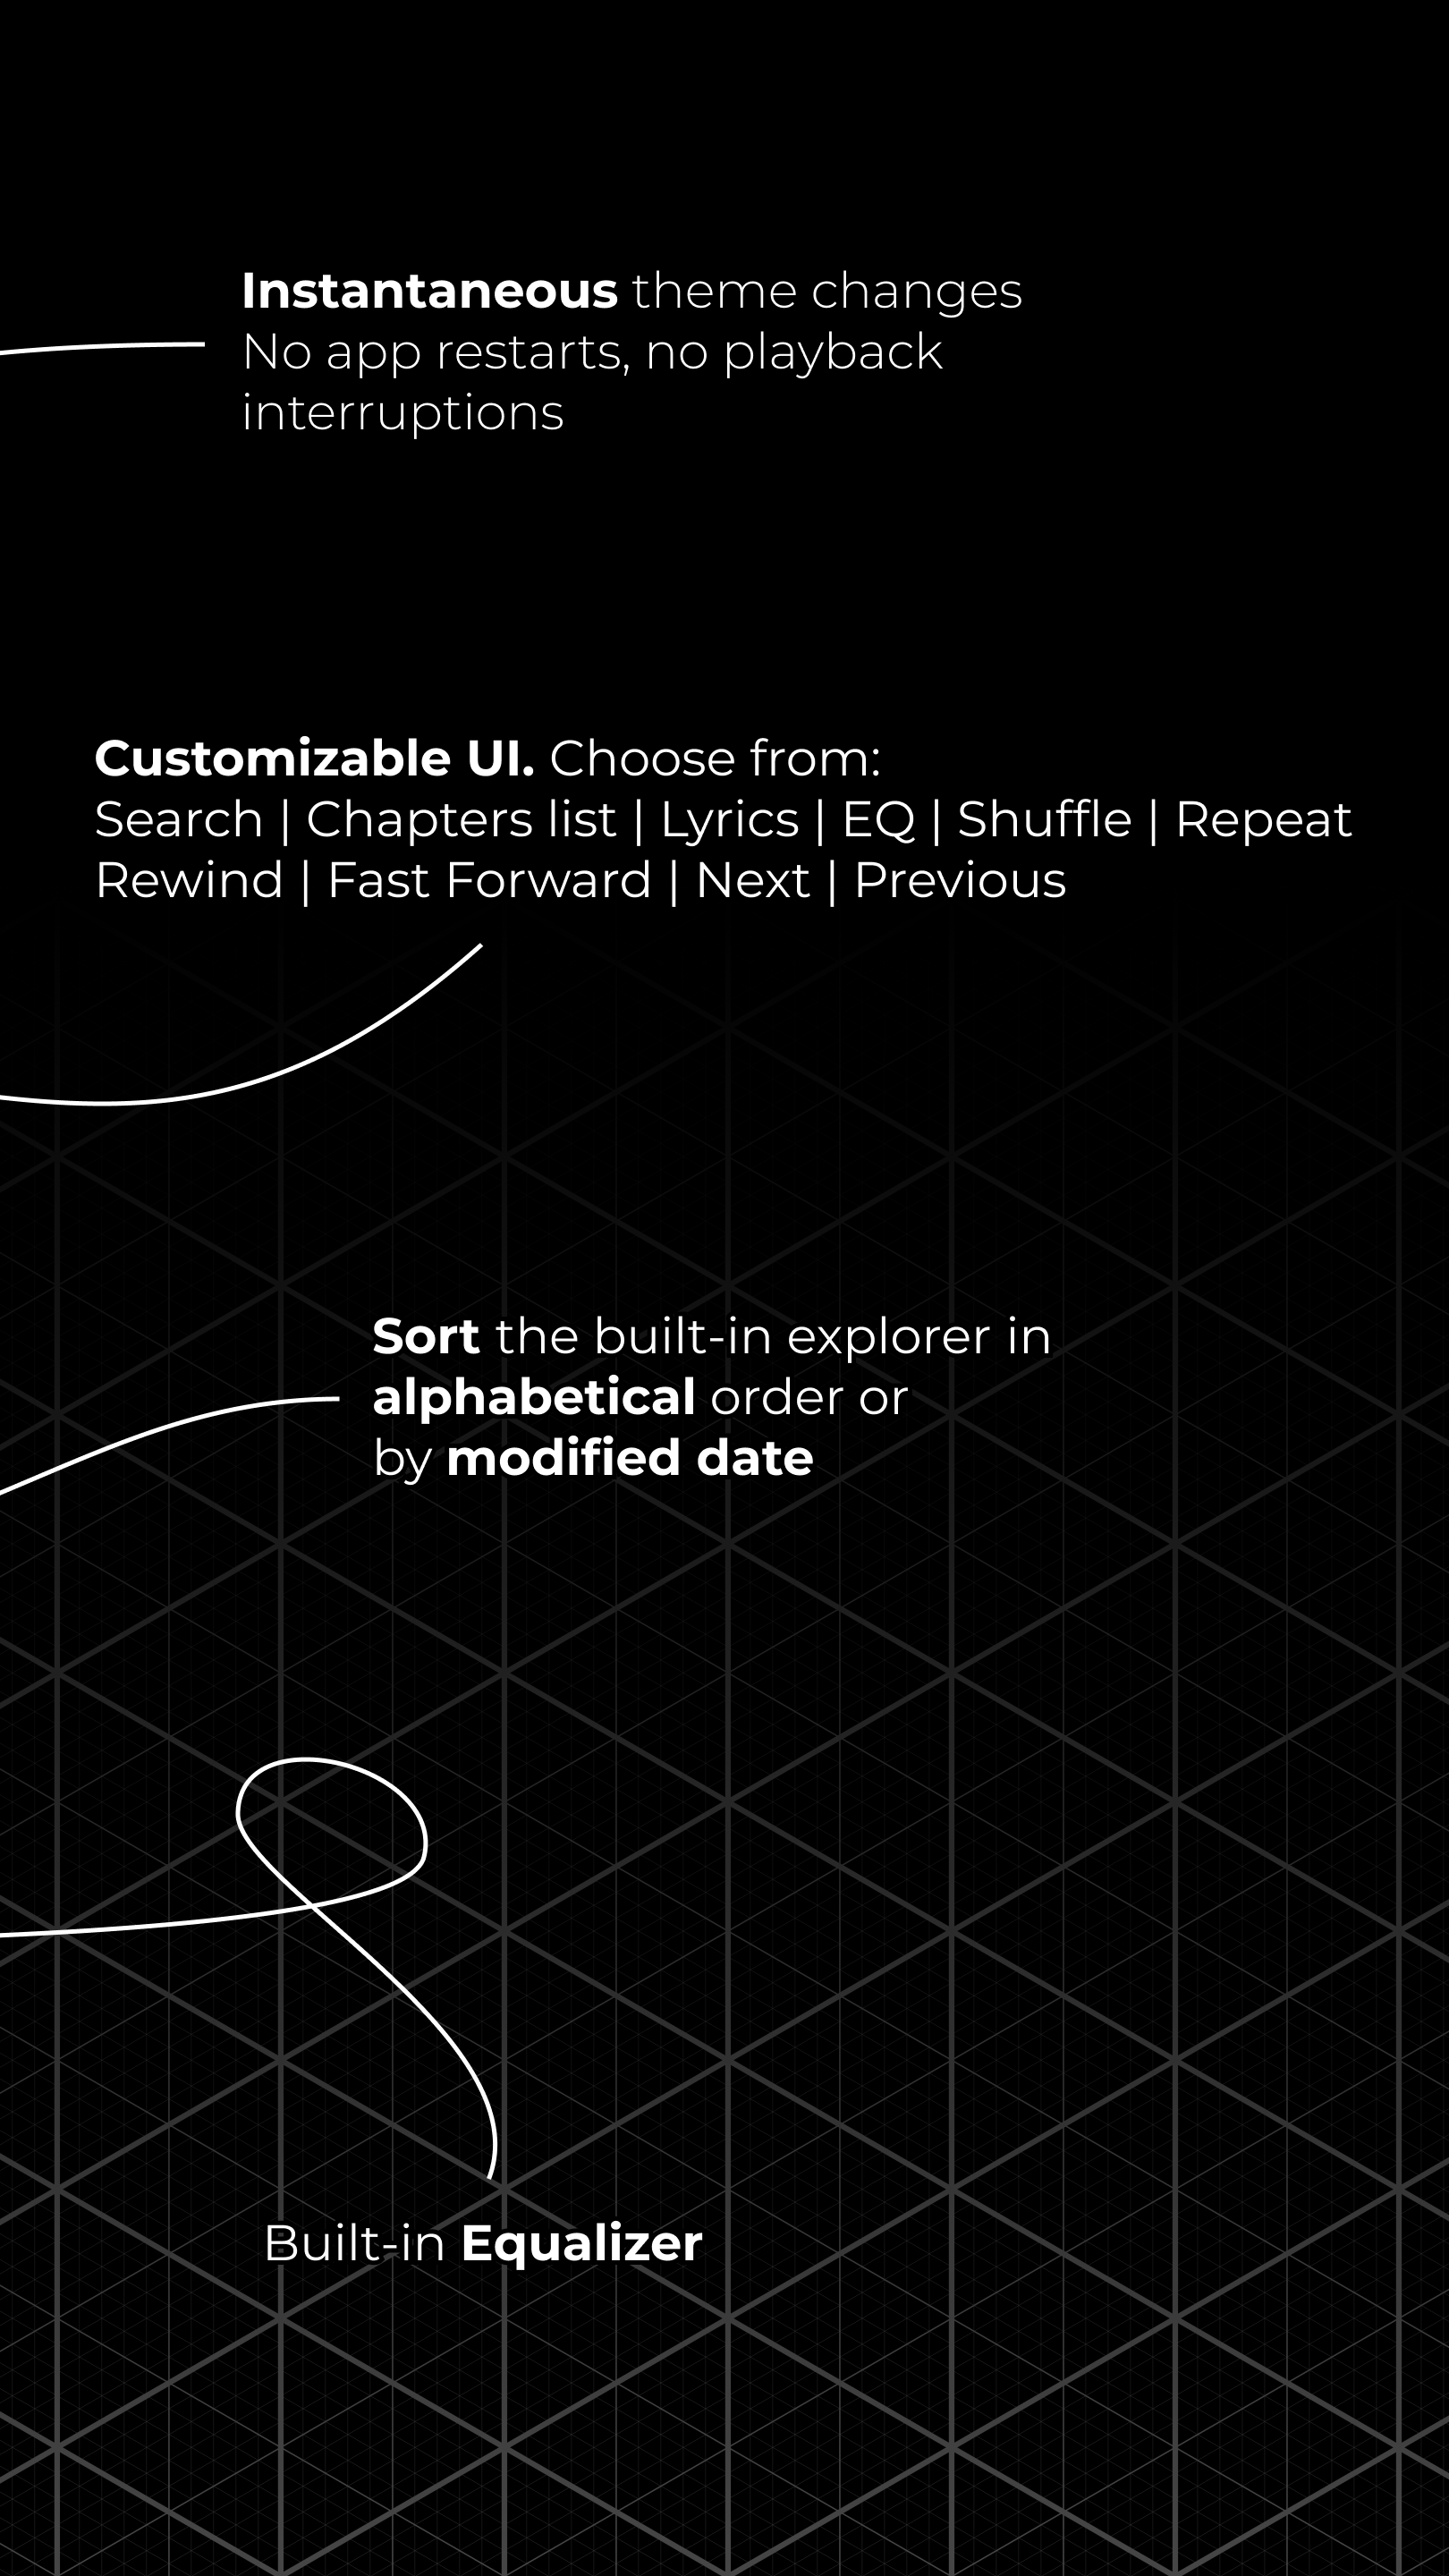 Instantaneous theme changes
No app restarts, no playback
interruptions
Customizable UI. Choose from:
Search | Chapters list | Lyrics | EQ | Shuffle | Repeat
Rewind | Fast Forward | Next | Previous
Sort the built-in explorer in
alphabetical order or
by modified date
Built-in Equalizer